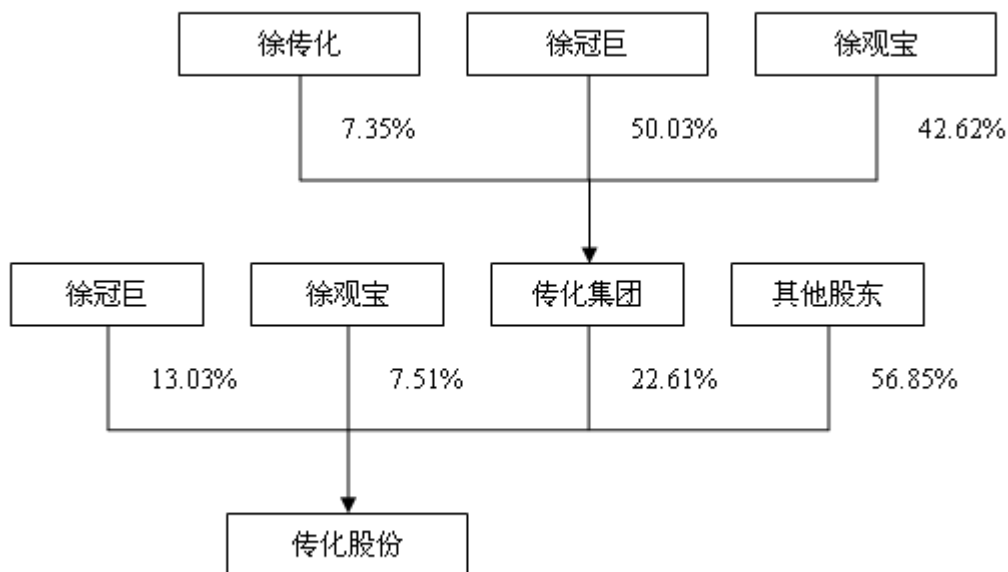 徐传化
徐冠巨
徐观宝
7.35%
50.03%
42.62%
徐冠巨
徐观宝
传化集团
其他股东
13.03%
7.51%
22.61%
56.85%
传化股份